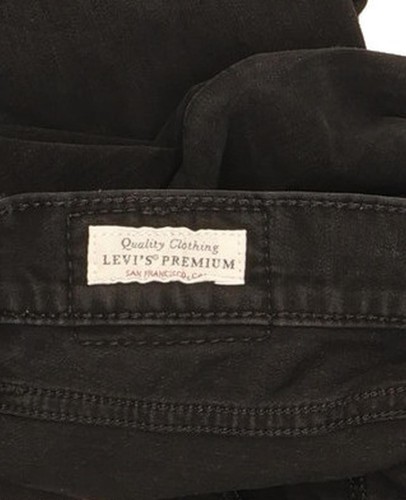 Quality Clothing
LEVI'S® PREMIUM
SAN FRANCISCO, CA